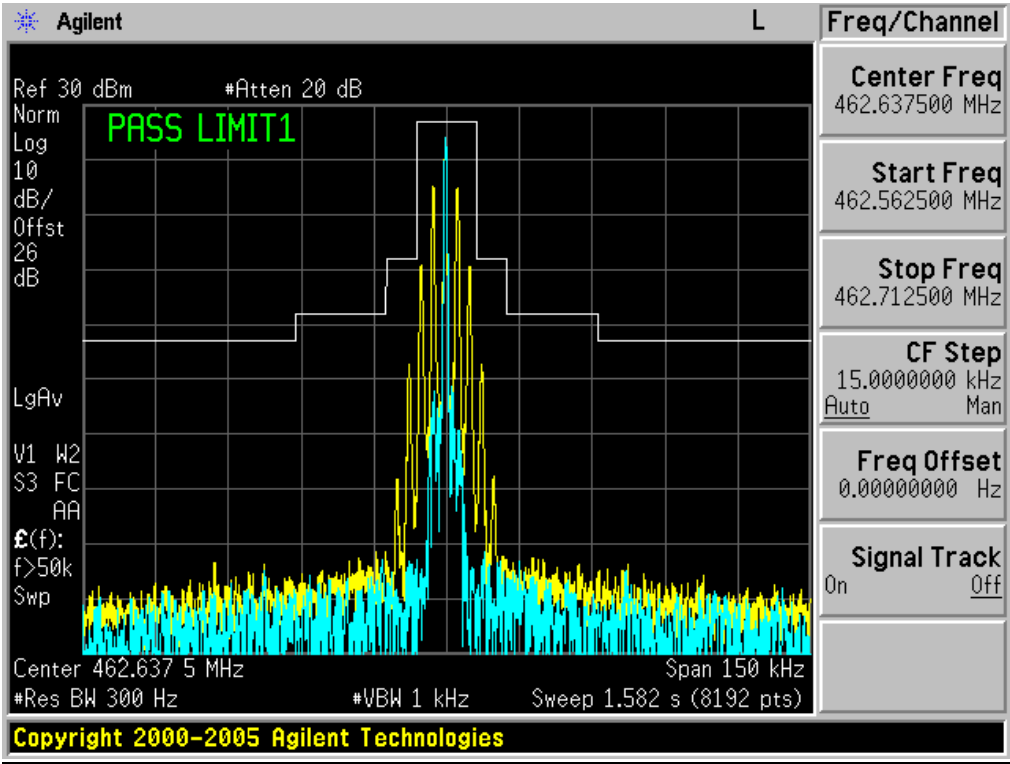 Agilent L Freq/Channel
Ref 30 dBm #Atten 20 dB
Norm
Log
10
dB/
Offst
26
dB
PASS LIMIT1
LgAv
V1 W2
S3 FC
AA
£(f):
f>50k
Swp
Center 462.637 5 MHz Span 150 kHz
#Res BW 300 Hz #VBW 1 kHz Sweep 1.582 s (8192 pts)
Copyright 2000-2005 Agilent Technologies
Center Freq
462.637500 MHz
Start Freq
462.562500 MHz
Stop Freq
462.712500 MHz
CF Step
15.0000000 kHz
Auto Man
Freq Offset
0.00000000 Hz
Signal Track
On Off